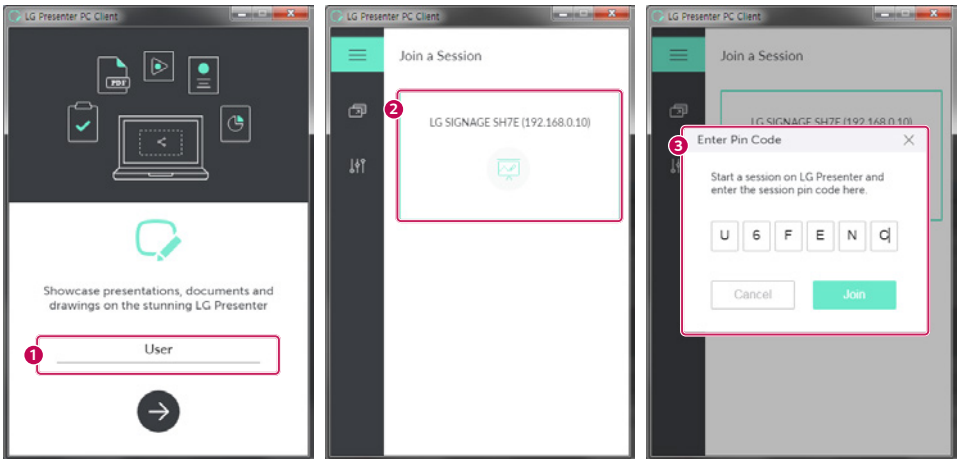 LG Presenter PC Client
PDF
Showcase presentations, documents and
drawings on the stunning LG Presenter
1
User
LG Presenter PC Client
Join a Session
2
LG SIGNAGE SH7E (192.168.0.10)
LG Presenter PC Client
Join a Session
LG SIGNAGE SH7E (192.168.0.10)
3
Enter Pin Code
Start a session on LG Presenter and
enter the session pin code here.
U 6 F E N C
Cancel Join